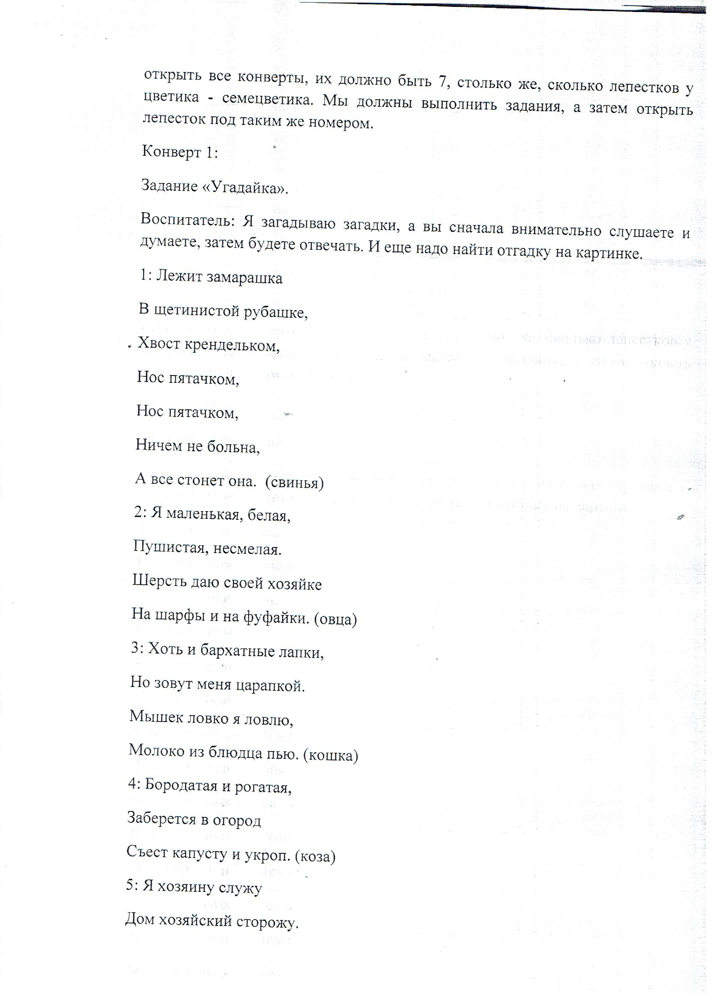 открыть все конверты, их должно быть 7, столько же, сколько лепестков у
цветика - семецветика. Мы должны выполнить задания, а затем открыть
лепесток под таким же номером.
Конверт 1:
Задание «Угадайка».
Воспитатель: Я загадываю загадки, а вы сначала внимательно слушаете и
думаете, затем будете отвечать. И еще надо найти отгадку на картинке.
1: Лежит замарашка
В щетинистой рубашке,
Хвост крендельком,
Нос пятачком,
Нос пятачком,
Ничем не больна,
А все стонет она. (свинья)
2: Я маленькая, белая,
Пушистая, несмелая.
Шерсть даю своей хозяйке
На шарфы и на фуфайки. (овца)
3: Хоть и бархатные лапки,
Но зовут меня царапкой.
Мышек ловко я ловлю,
Молоко из блюдца пью. (кошка)
4: Бородатая и рогатая,
Заберется в огород
Съест капусту и укроп. (коза)
5: Я хозяину служу
Дом хозяйский сторожу.